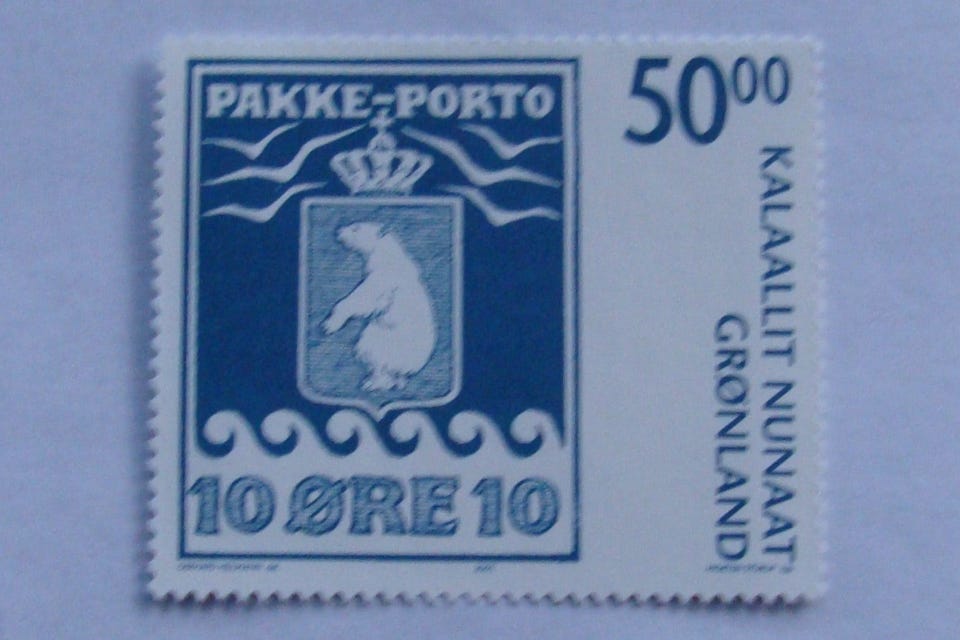 PAKKE-PORTO
10 ØRE 10
50⁰⁰
KALAALLIT NUNAAT
GRØNLAND